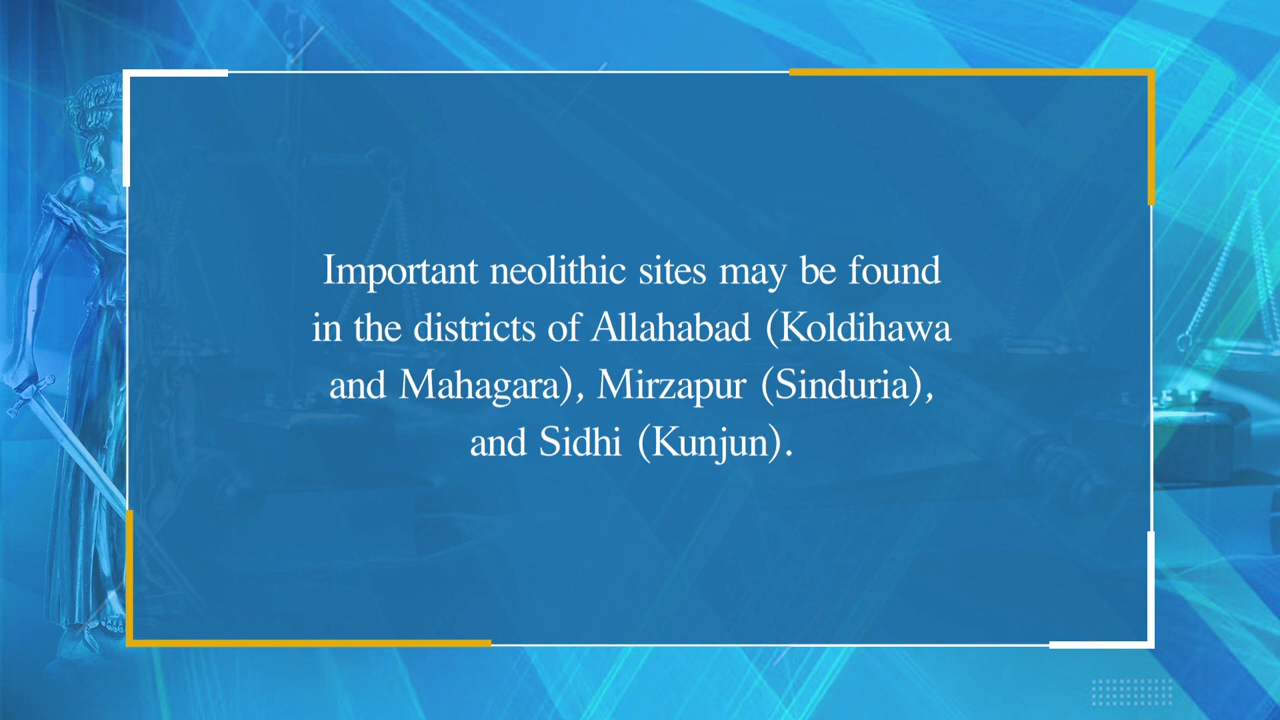 Important neolithic sites may be found
in the districts of Allahabad (Koldihawa
and Mahagara), Mirzapur (Sinduria),
and Sidhi (Kunjun).